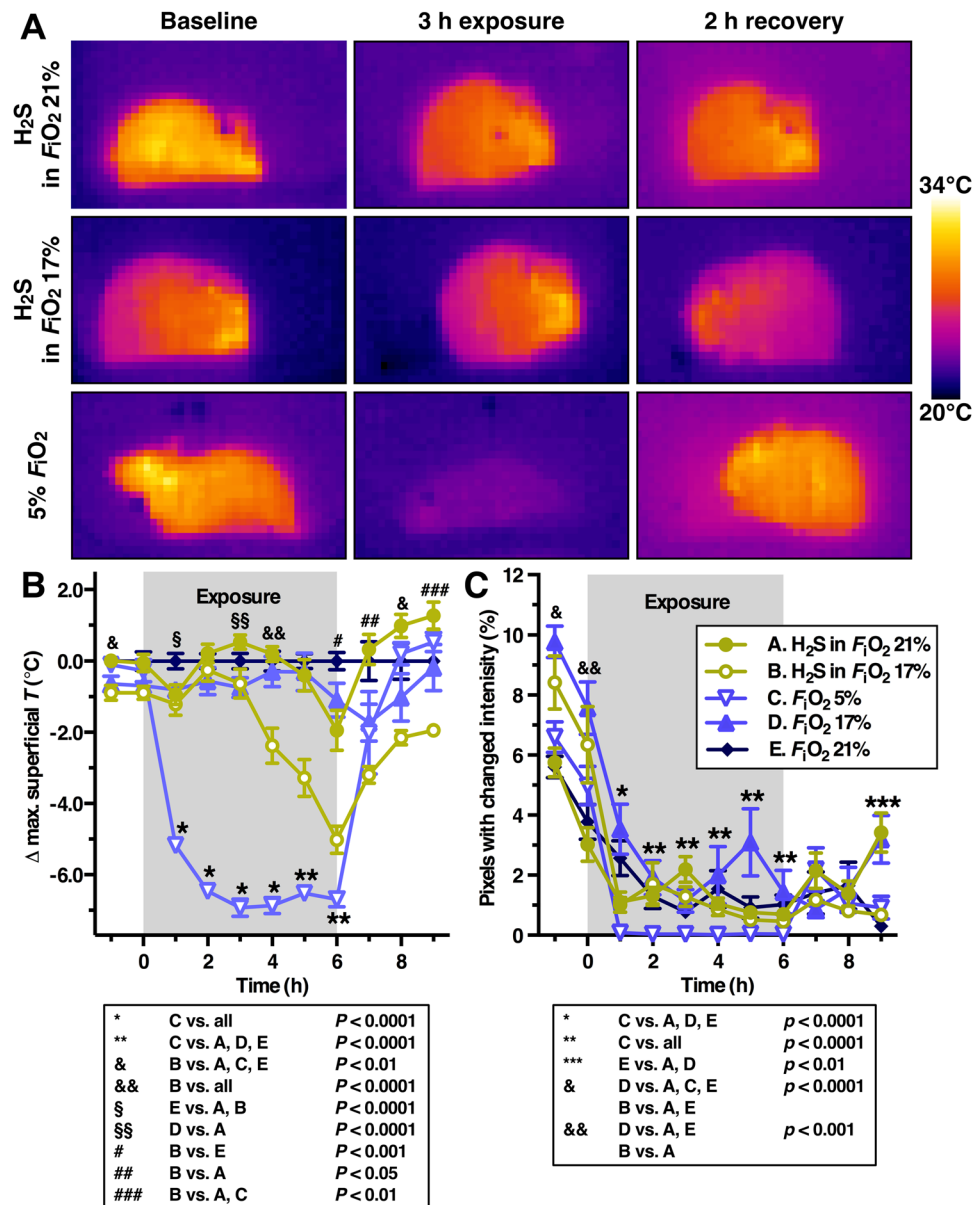 A
Baseline
3 h exposure
2 h recovery
H₂S
in FᵢO₂ 21%
H₂S
in FᵢO₂ 17%
5% FᵢO₂
34°C
20°C
B
Δ max. superficial T (°C)
2.0
0.0
-2.0
-4.0
-6.0
Exposure
&
§
§§
&&
#
##
&
###
*
*
*
*
**
**
0
2
4
6
8
Time (h)
* C vs. all P < 0.0001
** C vs. A, D, E P < 0.0001
& B vs. A, C, E P < 0.01
&& B vs. all P < 0.0001
§ E vs. A, B P < 0.0001
§§ D vs. A P < 0.0001
# B vs. E P < 0.001
## B vs. A P < 0.05
### B vs. A, C P < 0.01
C
Pixels with changed intensity (%)
12
10
8
6
4
2
0
Exposure
&
&&
*
**
**
**
**
**
***
A. H₂S in FᵢO₂ 21%
B. H₂S in FᵢO₂ 17%
C. FᵢO₂ 5%
D. FᵢO₂ 17%
E. FᵢO₂ 21%
0
2
4
6
8
Time (h)
* C vs. A, D, E p < 0.0001
** C vs. all p < 0.0001
*** E vs. A, D p < 0.01
& D vs. A, C, E p < 0.0001
B vs. A, E
&& D vs. A, E p < 0.001
B vs. A